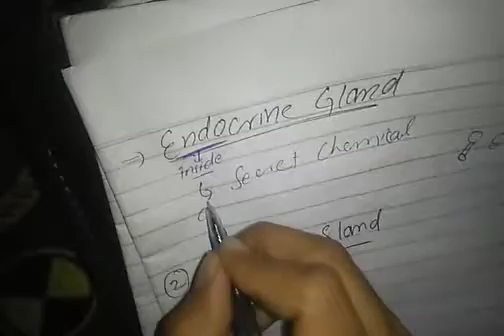 ⇒ Endocrine Gland
inside
↳ Secret Chemical
② Gland